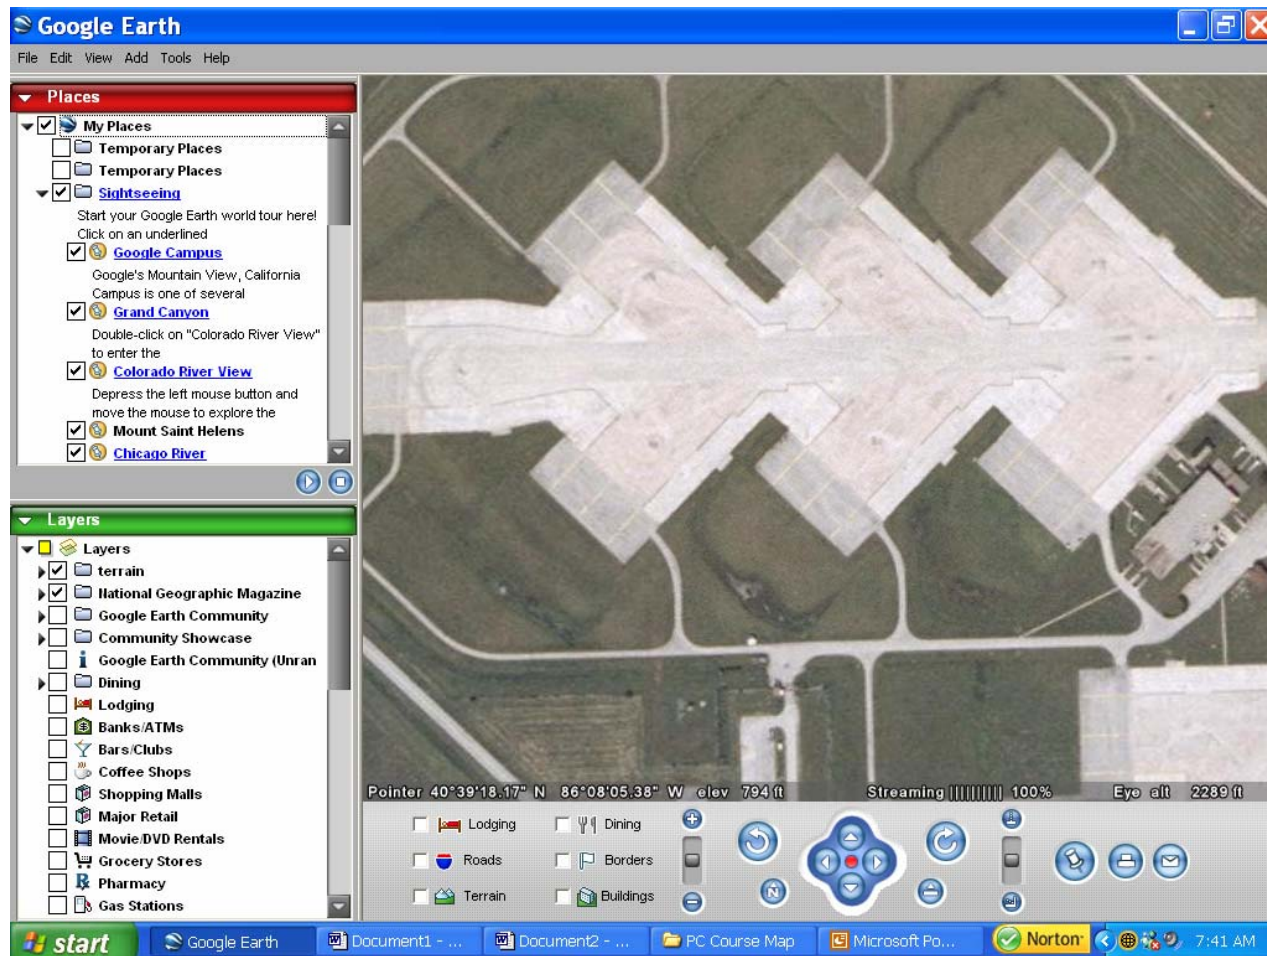 Google Earth
File Edit View Add Tools Help
Places
My Places
Temporary Places
Temporary Places
Sightseeing
Start your Google Earth world tour here!
Click on an underlined
Google Campus
Google's Mountain View, California
Campus is one of several
Grand Canyon
Double-click on "Colorado River View"
to enter the
Colorado River View
Depress the left mouse button and
move the mouse to explore the
Mount Saint Helens
Chicago River
Layers
Layers
terrain
National Geographic Magazine
Google Earth Community
Community Showcase
Google Earth Community (Unran
Dining
Lodging
Banks/ATMs
Bars/Clubs
Coffee Shops
Shopping Malls
Major Retail
Movie/DVD Rentals
Grocery Stores
Pharmacy
Gas Stations
Pointer 40°39'18.17" N 86°08'05.38" W elev 794 ft Streaming |||||||||| 100% Eye alt 2289 ft
Lodging Dining
Roads Borders
Terrain Buildings
N
start Google Earth Document1 - ... Document2 - ... PC Course Map Microsoft Po... Norton 7:41 AM